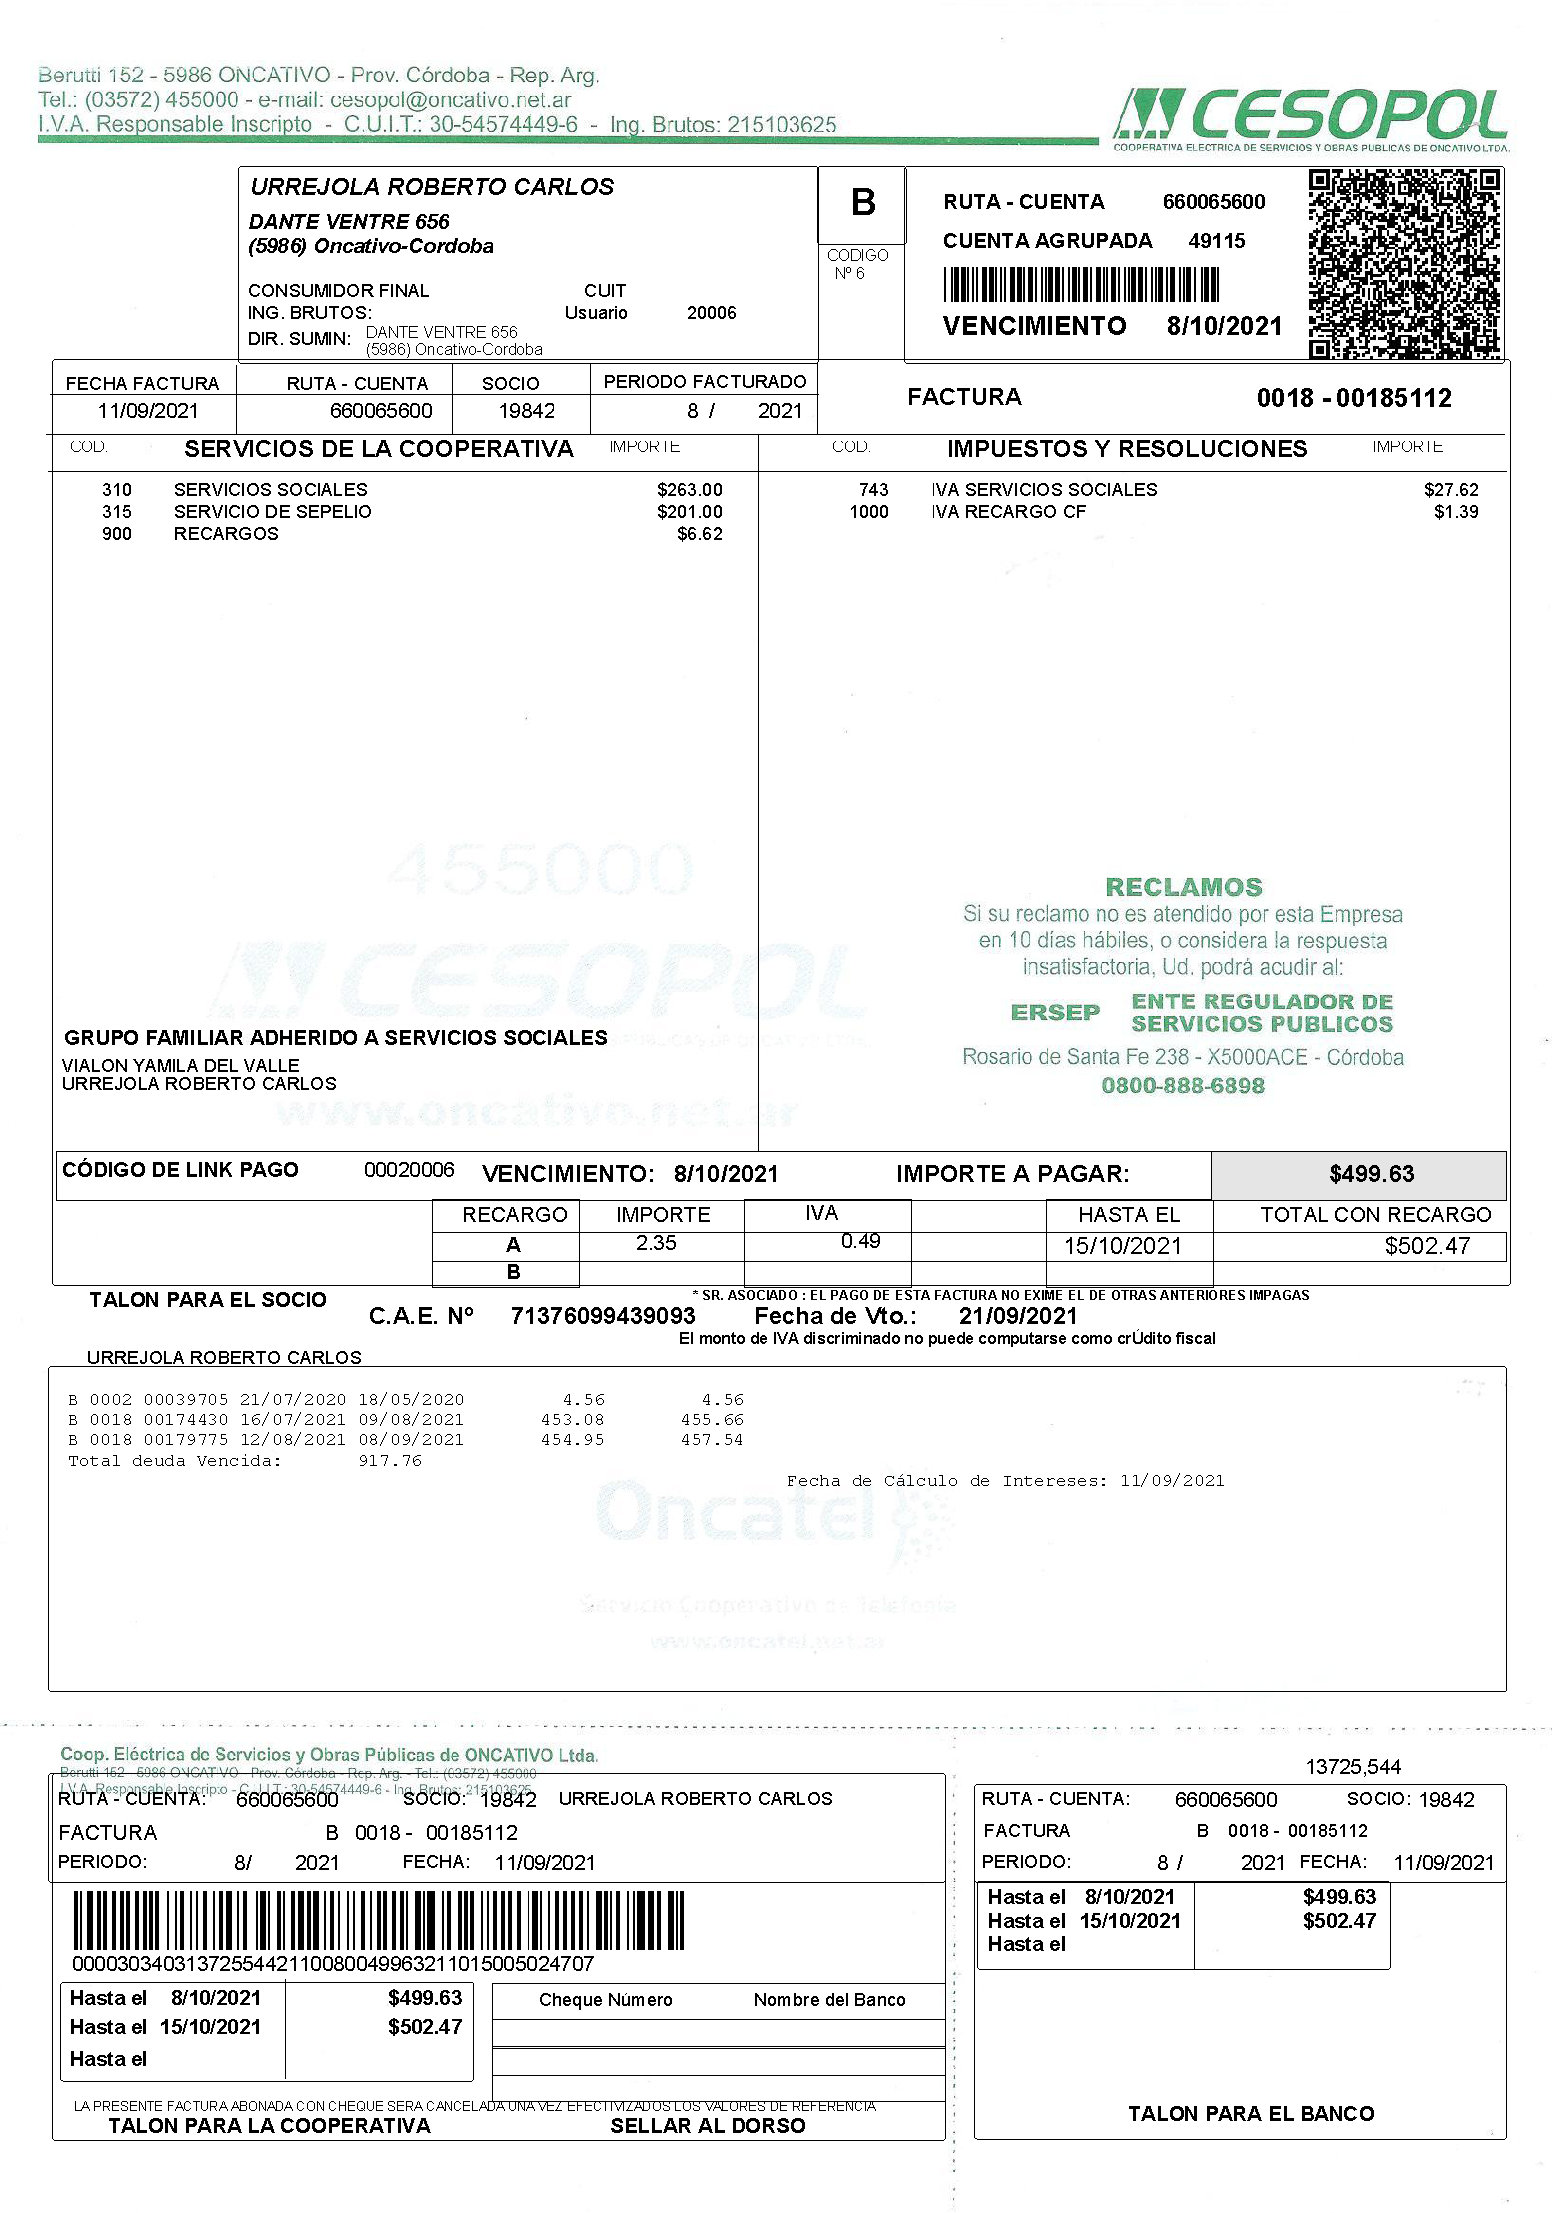 Berutti 152 - 5986 ONCATIVO - Prov. Córdoba - Rep. Arg.
Tel.: (03572) 455000 - e-mail: cesopol@oncativo.net.ar
I.V.A. Responsable Inscripto - C.U.I.T.: 30-54574449-6 - Ing. Brutos: 215103625
CESOPOL
COOPERATIVA ELECTRICA DE SERVICIOS Y OBRAS PUBLICAS DE ONCATIVO LTDA.
URREJOLA ROBERTO CARLOS
DANTE VENTRE 656
(5986) Oncativo-Cordoba
CONSUMIDOR FINAL CUIT
ING. BRUTOS: Usuario 20006
DIR. SUMIN: DANTE VENTRE 656
(5986) Oncativo-Cordoba
B
CODIGO
Nº 6
RUTA - CUENTA 660065600
CUENTA AGRUPADA 49115
VENCIMIENTO 8/10/2021
FECHA FACTURA RUTA - CUENTA SOCIO PERIODO FACTURADO
11/09/2021 660065600 19842 8 / 2021
FACTURA 0018 - 00185112
COD. SERVICIOS DE LA COOPERATIVA IMPORTE
310 SERVICIOS SOCIALES $263.00
315 SERVICIO DE SEPELIO $201.00
900 RECARGOS $6.62
COD. IMPUESTOS Y RESOLUCIONES IMPORTE
743 IVA SERVICIOS SOCIALES $27.62
1000 IVA RECARGO CF $1.39
455000
CESOPOL
GRUPO FAMILIAR ADHERIDO A SERVICIOS SOCIALES
VIALON YAMILA DEL VALLE
URREJOLA ROBERTO CARLOS
www.oncativo.net.ar
RECLAMOS
Si su reclamo no es atendido por esta Empresa
en 10 días hábiles, o considera la respuesta
insatisfactoria, Ud. podrá acudir al:
ERSEP ENTE REGULADOR DE
SERVICIOS PUBLICOS
Rosario de Santa Fe 238 - X5000ACE - Córdoba
0800-888-6898
CÓDIGO DE LINK PAGO 00020006 VENCIMIENTO: 8/10/2021 IMPORTE A PAGAR: $499.63
RECARGO IMPORTE IVA HASTA EL TOTAL CON RECARGO
A 2.35 0.49 15/10/2021 $502.47
B
TALON PARA EL SOCIO
* SR. ASOCIADO : EL PAGO DE ESTA FACTURA NO EXIME EL DE OTRAS ANTERIORES IMPAGAS
C.A.E. Nº 71376099439093 Fecha de Vto.: 21/09/2021
El monto de IVA discriminado no puede computarse como crÚdito fiscal
URREJOLA ROBERTO CARLOS
B 0002 00039705 21/07/2020 18/05/2020 4.56 4.56
B 0018 00174430 16/07/2021 09/08/2021 453.08 455.66
B 0018 00179775 12/08/2021 08/09/2021 454.95 457.54
Total deuda Vencida: 917.76
Fecha de Cálculo de Intereses: 11/09/2021
Oncatel
Servicio Cooperativo de Telefonía
www.oncatel.net.ar
Coop. Eléctrica de Servicios y Obras Públicas de ONCATIVO Ltda.
Berutti 152 - 5986 ONCATIVO - Prov. Córdoba - Rep. Arg. - Tel.: (03572) 455000
I.V.A. Responsable Inscripto - C.U.I.T.: 30-54574449-6 - Ing. Brutos: 215103625
RUTA - CUENTA: 660065600 SOCIO: 19842 URREJOLA ROBERTO CARLOS
FACTURA B 0018 - 00185112
PERIODO: 8/ 2021 FECHA: 11/09/2021
0000303403137255442110080049963211015005024707
Hasta el 8/10/2021 $499.63
Hasta el 15/10/2021 $502.47
Hasta el
Cheque Número Nombre del Banco
LA PRESENTE FACTURA ABONADA CON CHEQUE SERA CANCELADA UNA VEZ EFECTIVIZADOS LOS VALORES DE REFERENCIA
TALON PARA LA COOPERATIVA SELLAR AL DORSO
13725,544
RUTA - CUENTA: 660065600 SOCIO: 19842
FACTURA B 0018 - 00185112
PERIODO: 8 / 2021 FECHA: 11/09/2021
Hasta el 8/10/2021 $499.63
Hasta el 15/10/2021 $502.47
Hasta el
TALON PARA EL BANCO